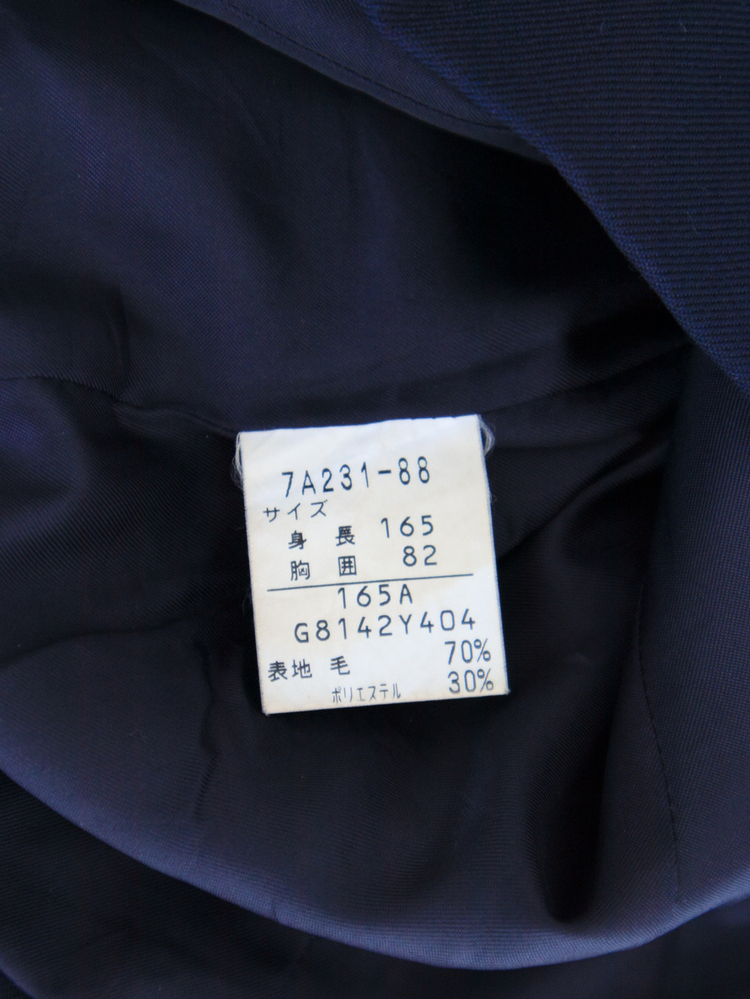 7A231-88
サイズ
身 長 165
胸 囲 82
165A
G8142Y404
表地 毛 70%
ポリエステル 30%